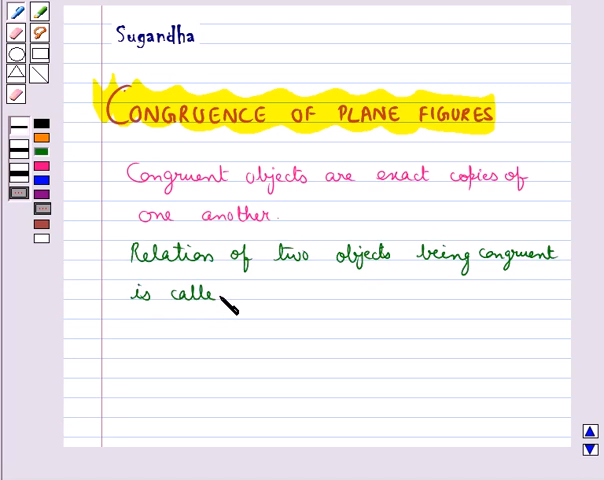 Sugandha
CONGRUENCE OF PLANE FIGURES
Congruent objects are exact copies of
one another.
Relation of two objects being congruent
is calle